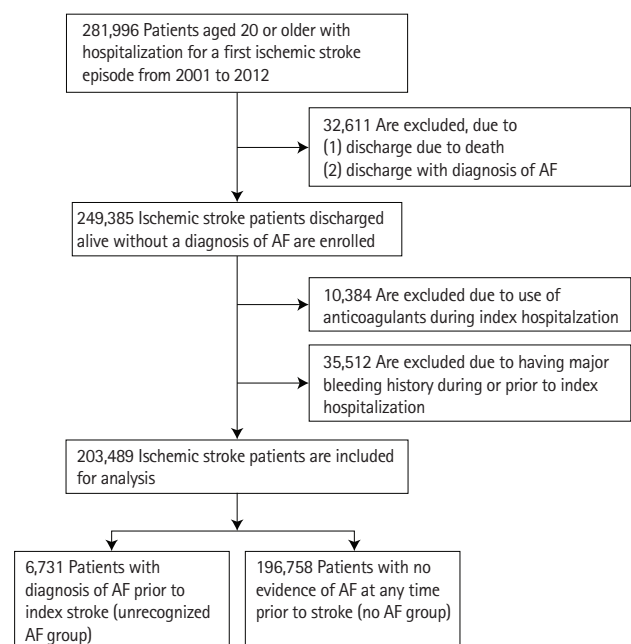 281,996 Patients aged 20 or older with
hospitalization for a first ischemic stroke
episode from 2001 to 2012
32,611 Are excluded, due to
(1) discharge due to death
(2) discharge with diagnosis of AF
249,385 Ischemic stroke patients discharged
alive without a diagnosis of AF are enrolled
10,384 Are excluded due to use of
anticoagulants during index hospitalzation
35,512 Are excluded due to having major
bleeding history during or prior to index
hospitalization
203,489 Ischemic stroke patients are included
for analysis
6,731 Patients with
diagnosis of AF prior to
index stroke (unrecognized
AF group)
196,758 Patients with no
evidence of AF at any time
prior to stroke (no AF group)